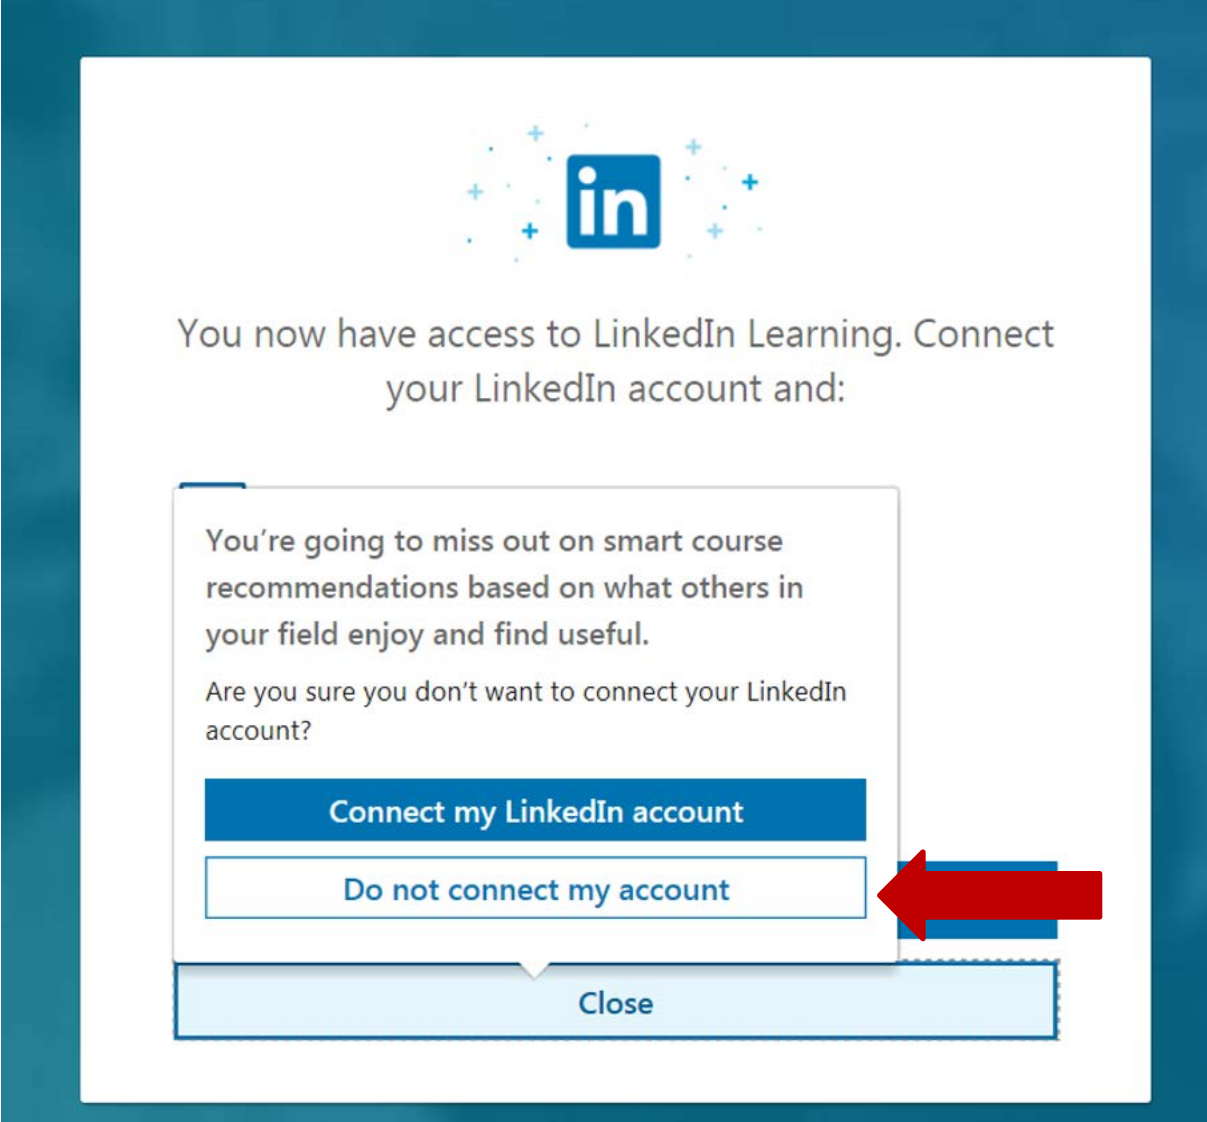 in
You now have access to LinkedIn Learning. Connect
your LinkedIn account and:
You’re going to miss out on smart course
recommendations based on what others in
your field enjoy and find useful.
Are you sure you don’t want to connect your LinkedIn
account?
Connect my LinkedIn account
Do not connect my account
Close